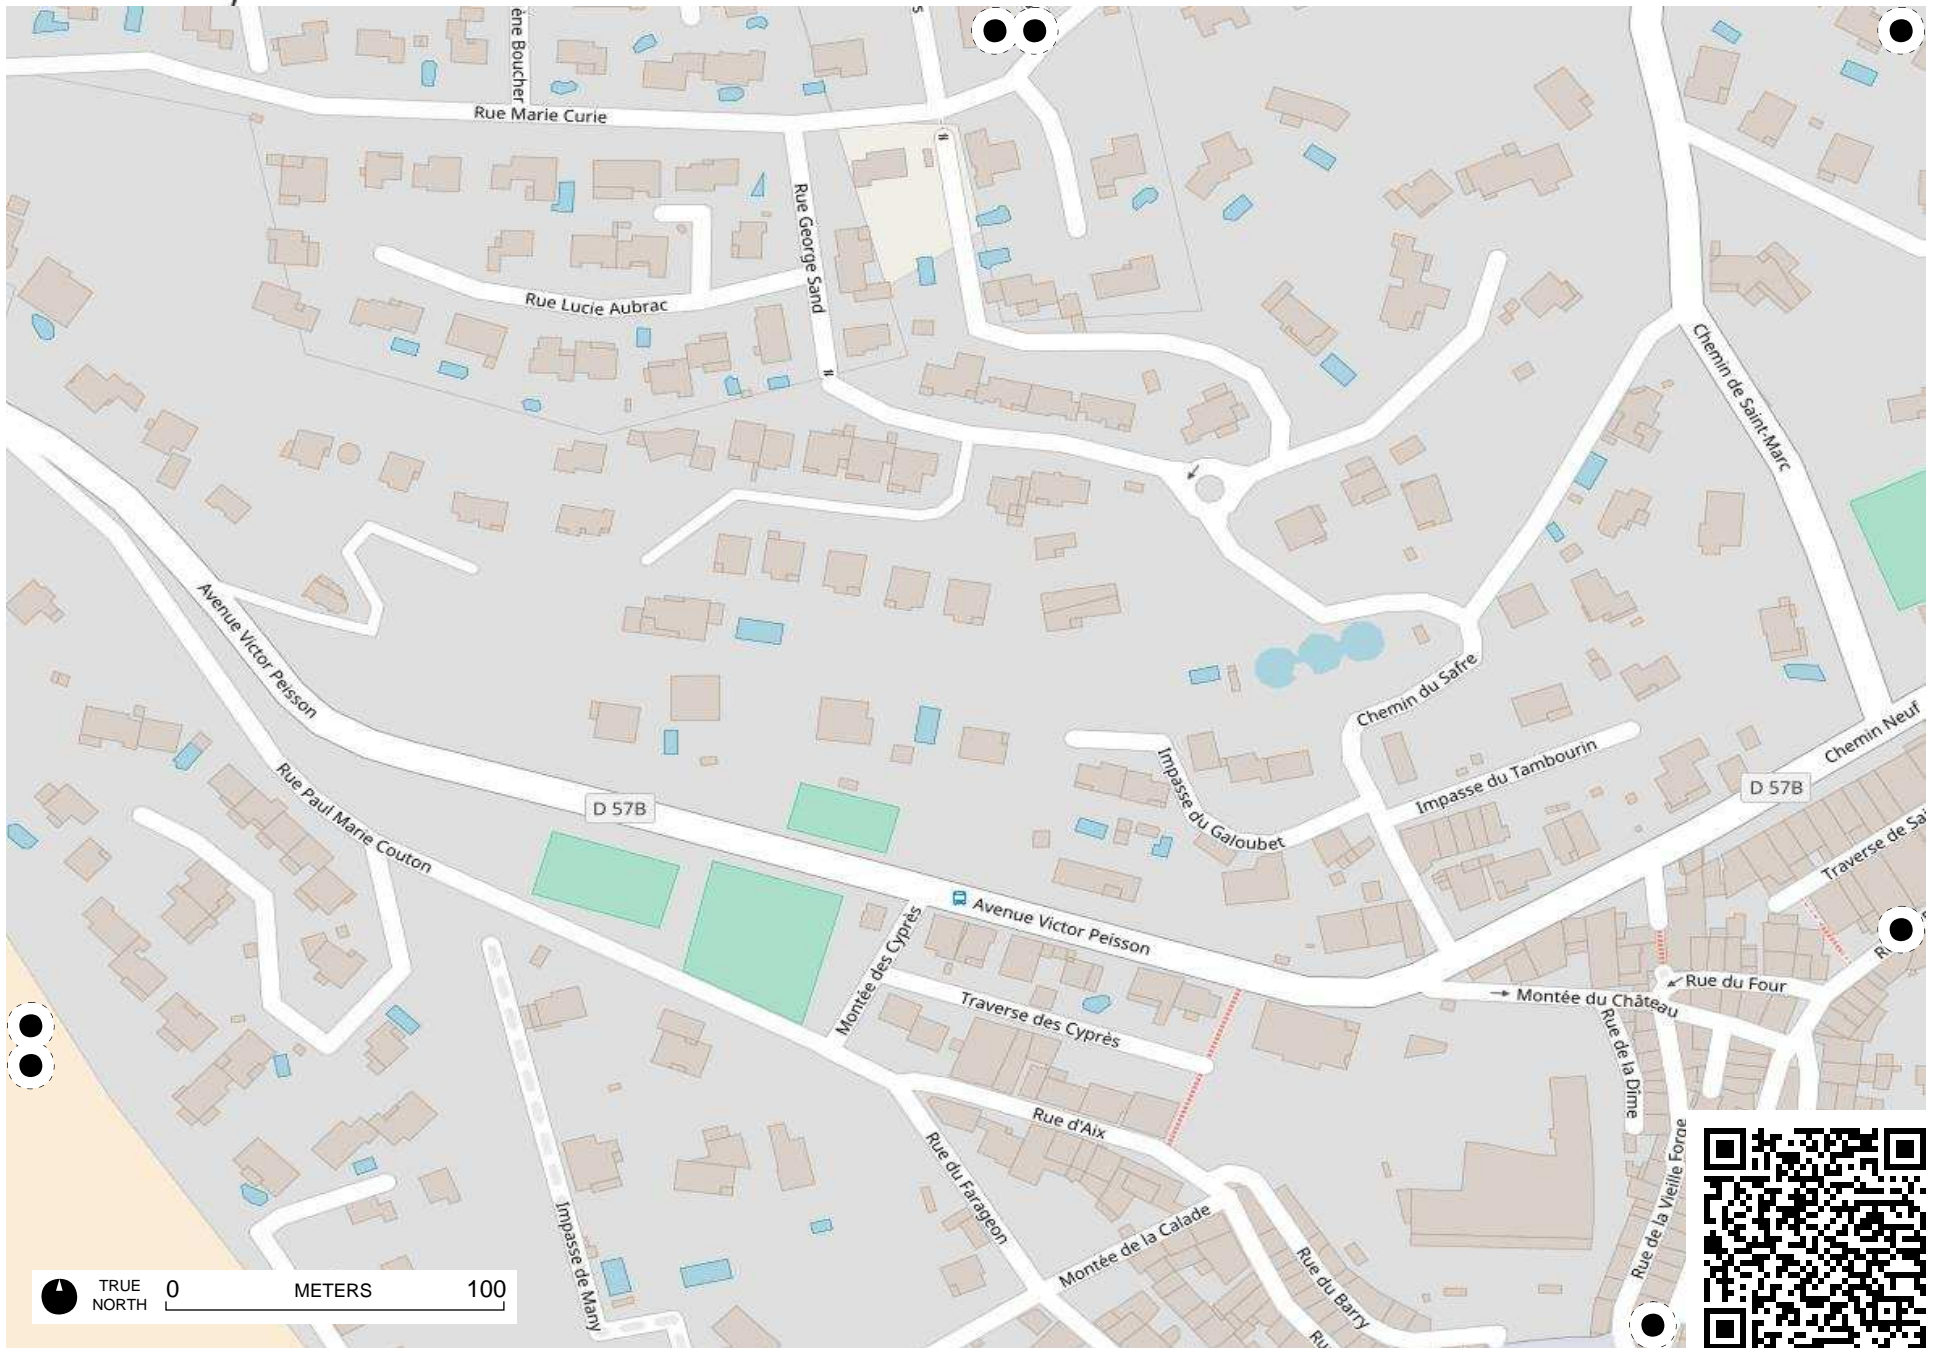 ène Boucher
Rue Marie Curie
Rue George Sand
Rue Lucie Aubrac
Chemin de Saint-Marc
Avenue Victor Peisson
Chemin du Safre
Chemin Neuf
Impasse du Galoubet
Impasse du Tambourin
D 57B
D 57B
Rue Paul Marie Couton
Traverse de Sai
Avenue Victor Peisson
Montée des Cyprès
Traverse des Cyprès
Rue du Four
Montée du Château
Rue de la Dîme
Rue d'Aix
Rue du Farageon
Rue de la Vieille Forge
Montée de la Calade
Impasse de Many
Rue du Barry
Ru
TRUE
NORTH
0 METERS 100